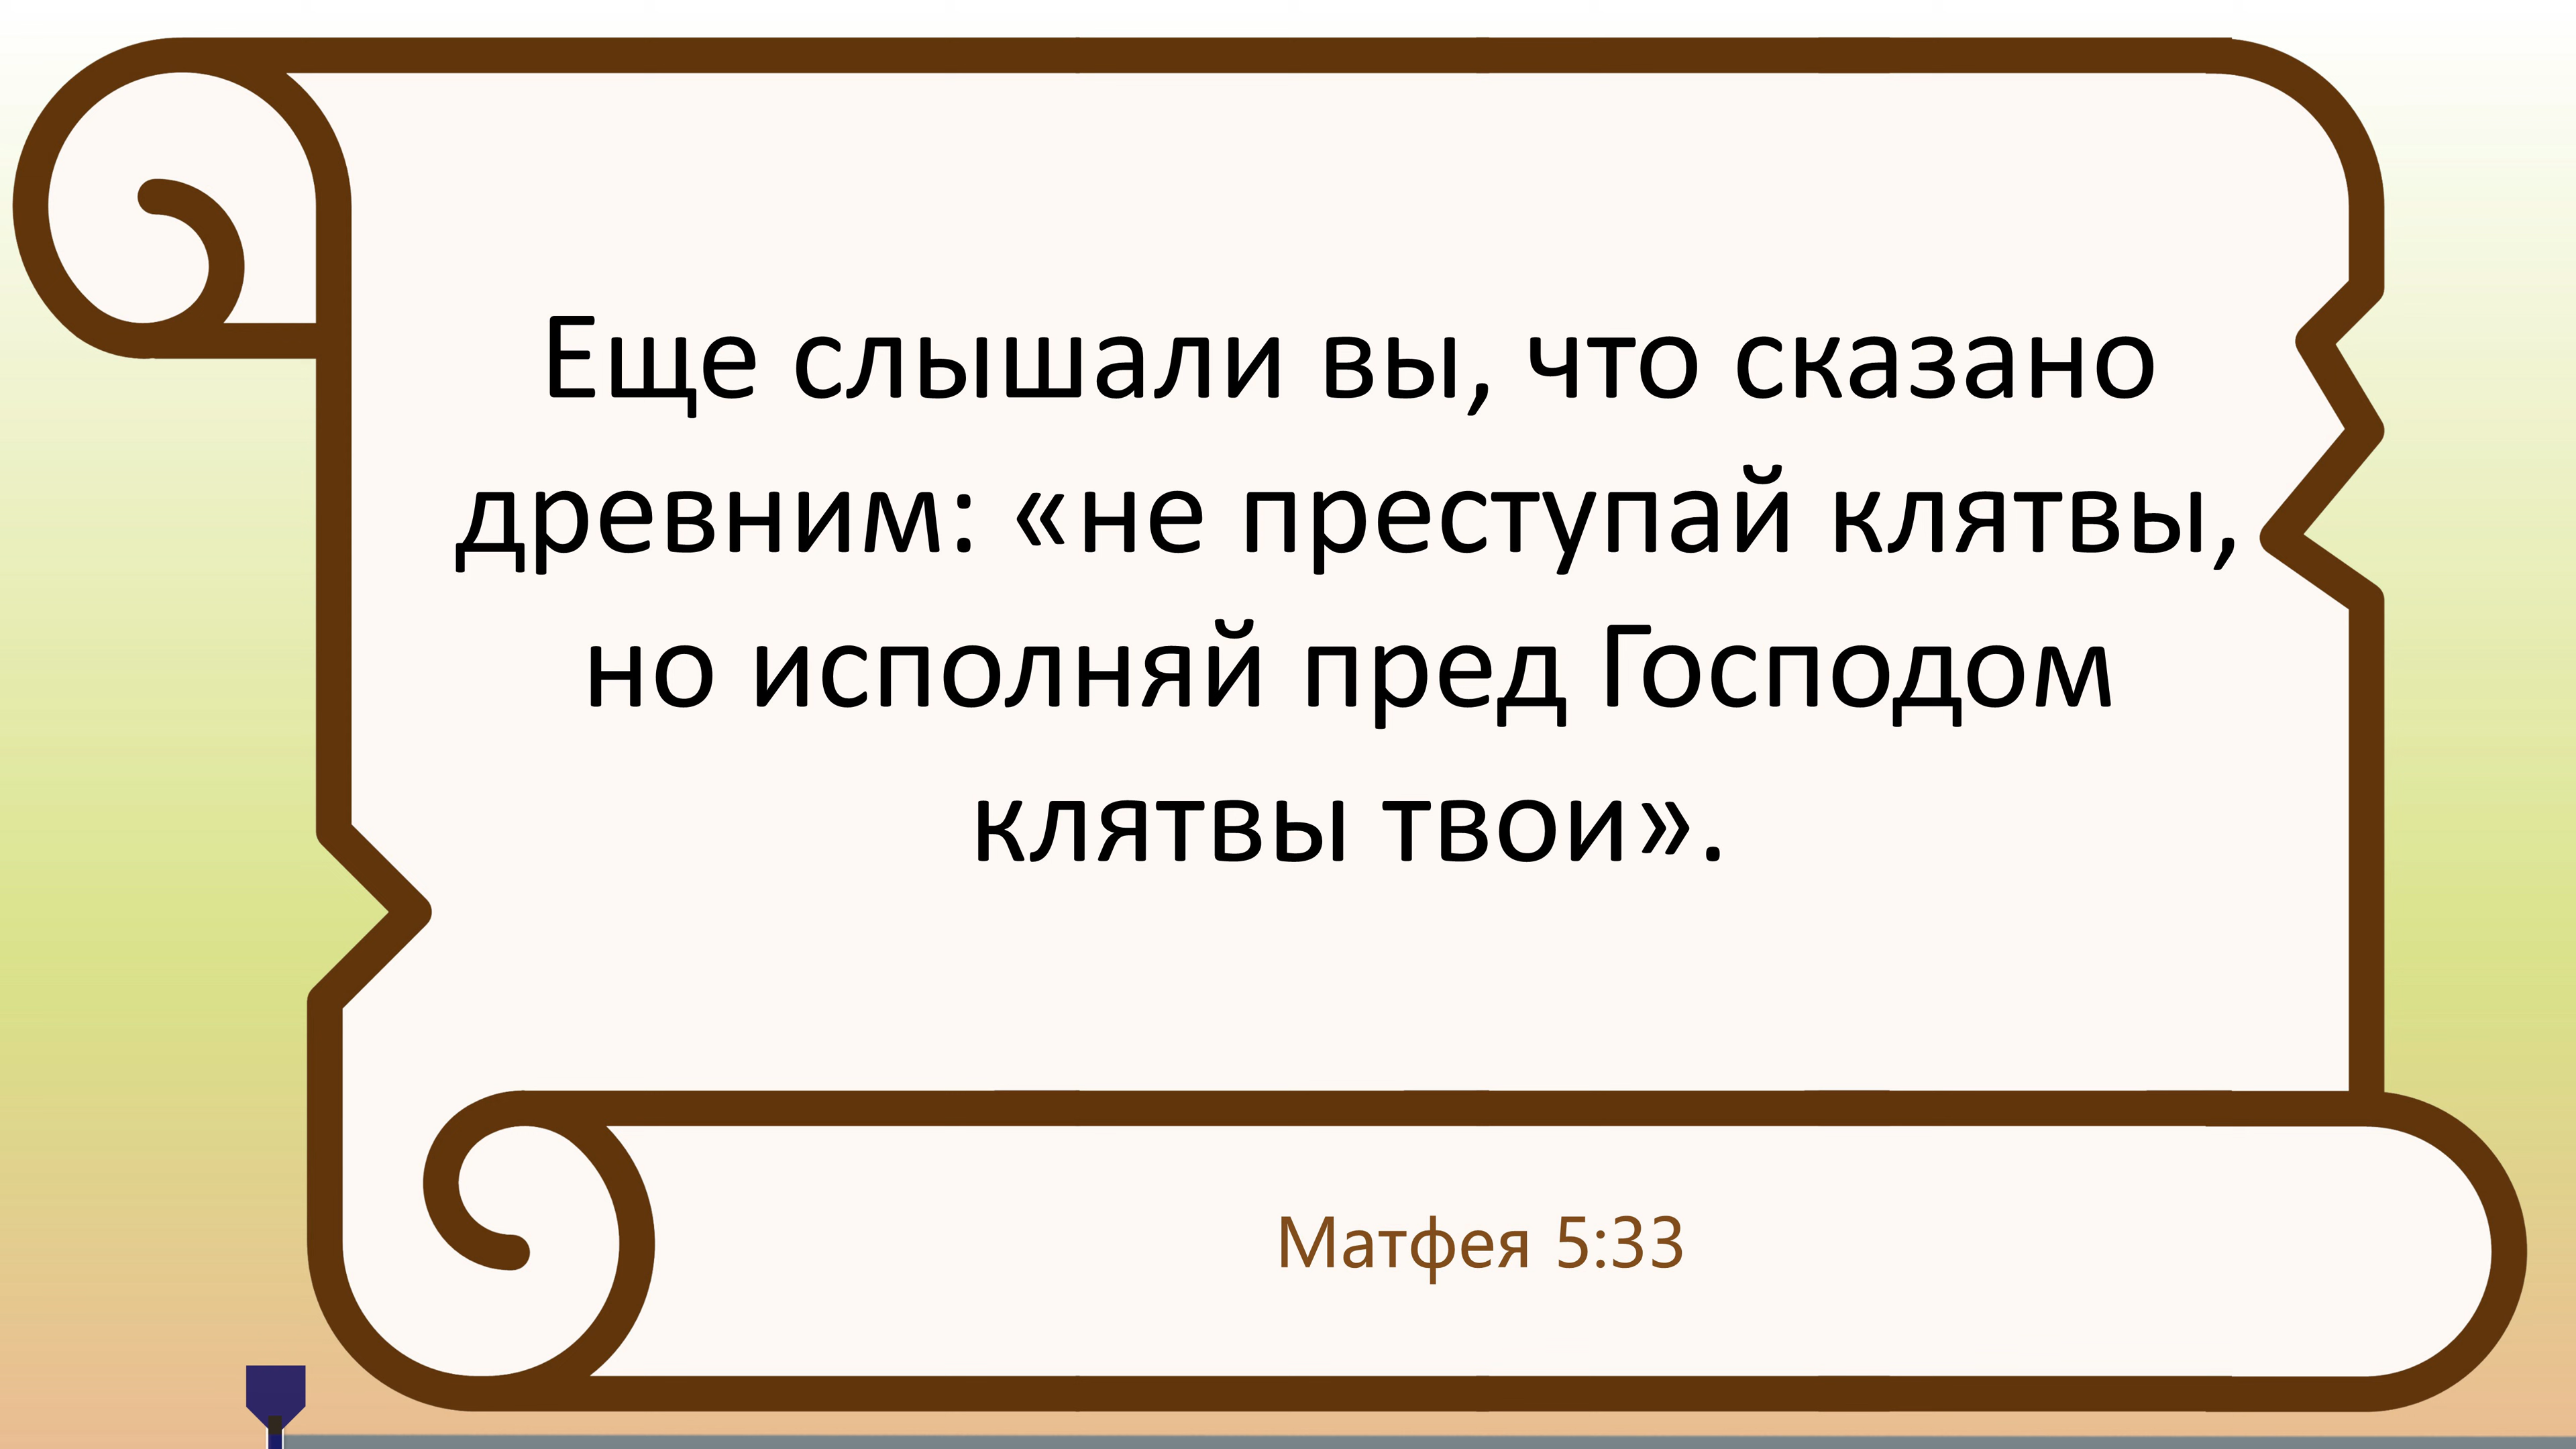 Еще слышали вы, что сказано
древним: «не преступай клятвы,
но исполняй пред Господом
клятвы твои».
Матфея 5:33